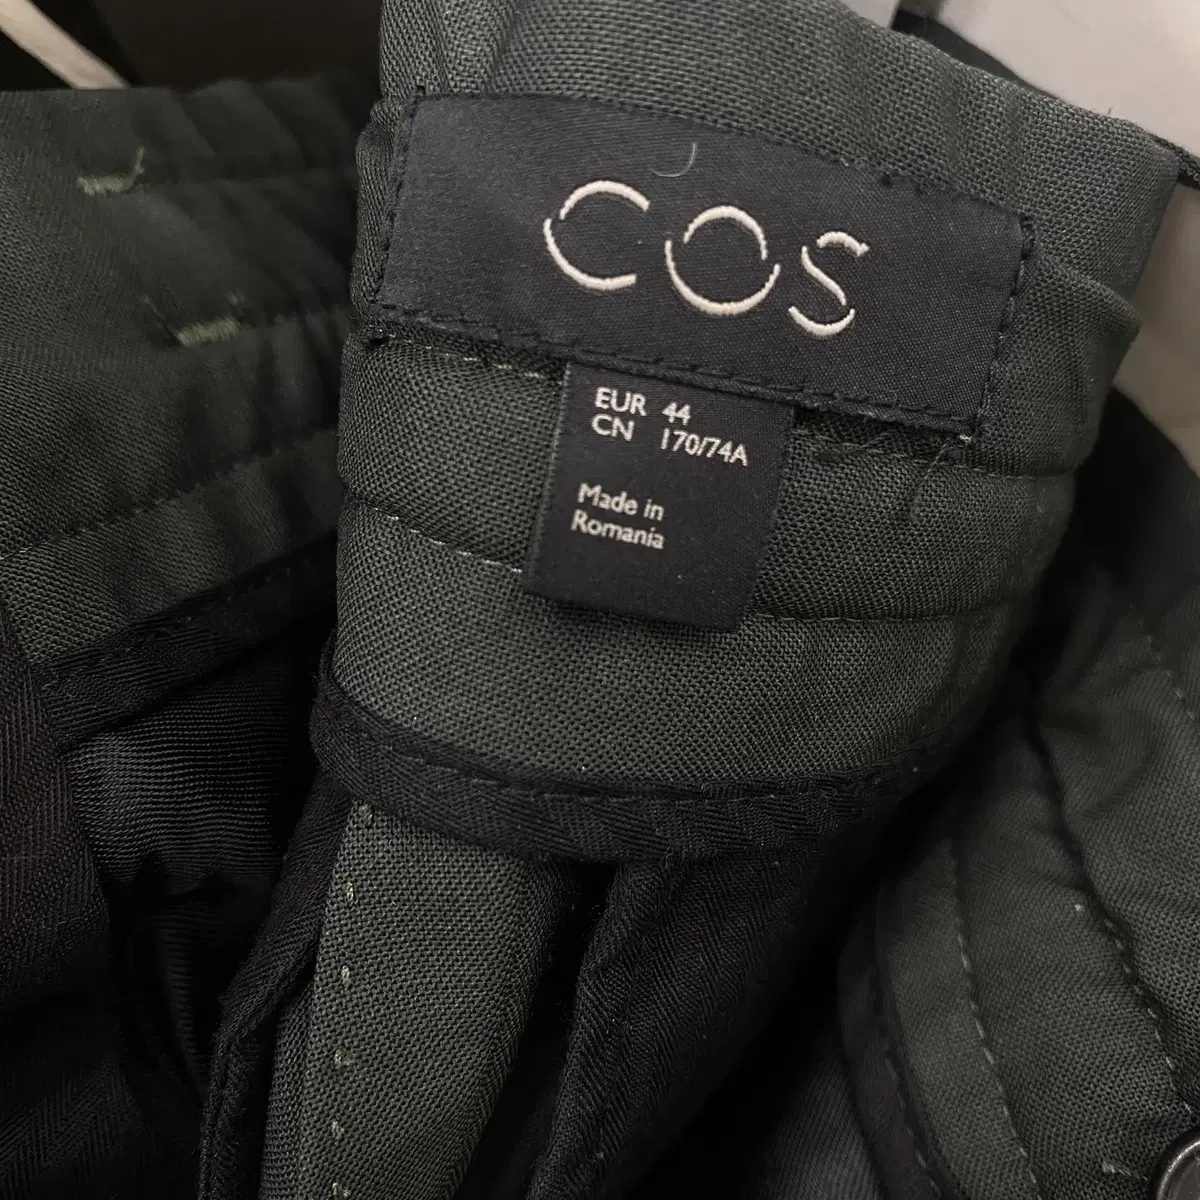 COS
EUR 44
CN 170/74A
Made in
Romania